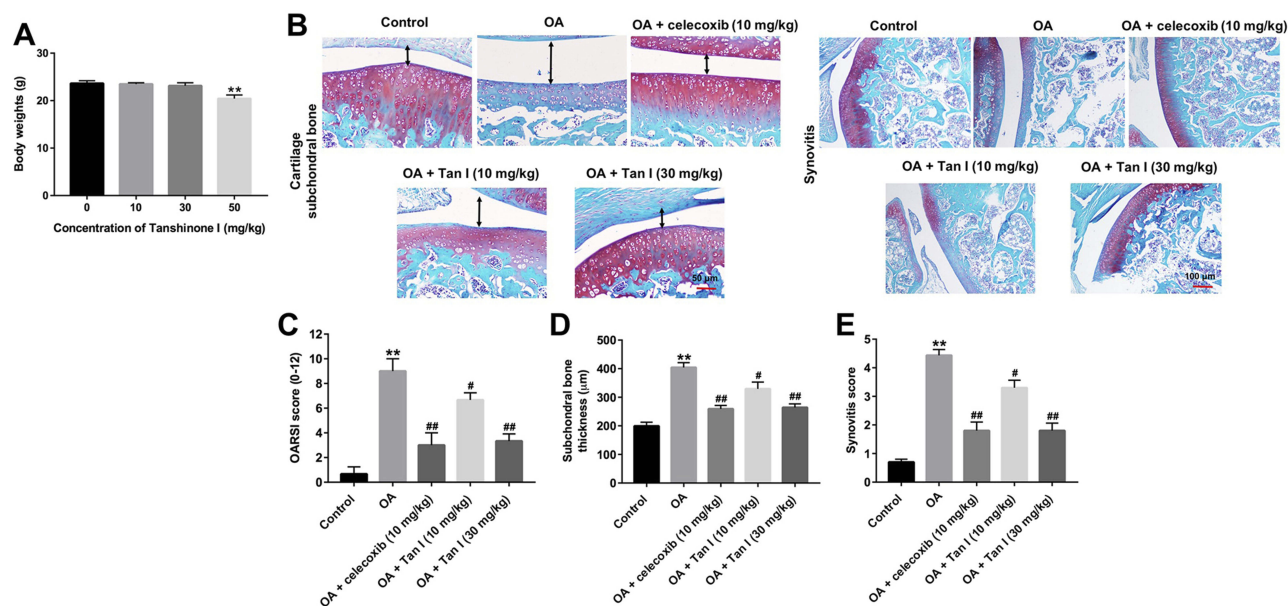 A
Body weights (g)
30
20
10
0
**
0 10 30 50
Concentration of Tanshinone I (mg/kg)
B
Control OA OA + celecoxib (10 mg/kg)
Cartilage
subchondral bone
OA + Tan I (10 mg/kg) OA + Tan I (30 mg/kg)
50 μm
Control OA OA + celecoxib (10 mg/kg)
Synovitis
OA + Tan I (10 mg/kg) OA + Tan I (30 mg/kg)
100 μm
C
OARSI score (0-12)
12
10
8
6
4
2
0
** ## # ##
Control
OA
OA + celecoxib (10 mg/kg)
OA + Tan I (10 mg/kg)
OA + Tan I (30 mg/kg)
D
Subchondral bone
thickness (μm)
500
400
300
200
100
0
** ## # ##
Control
OA
OA + celecoxib (10 mg/kg)
OA + Tan I (10 mg/kg)
OA + Tan I (30 mg/kg)
E
Synovitis score
5
4
3
2
1
0
** ## # ##
Control
OA
OA + celecoxib (10 mg/kg)
OA + Tan I (10 mg/kg)
OA + Tan I (30 mg/kg)